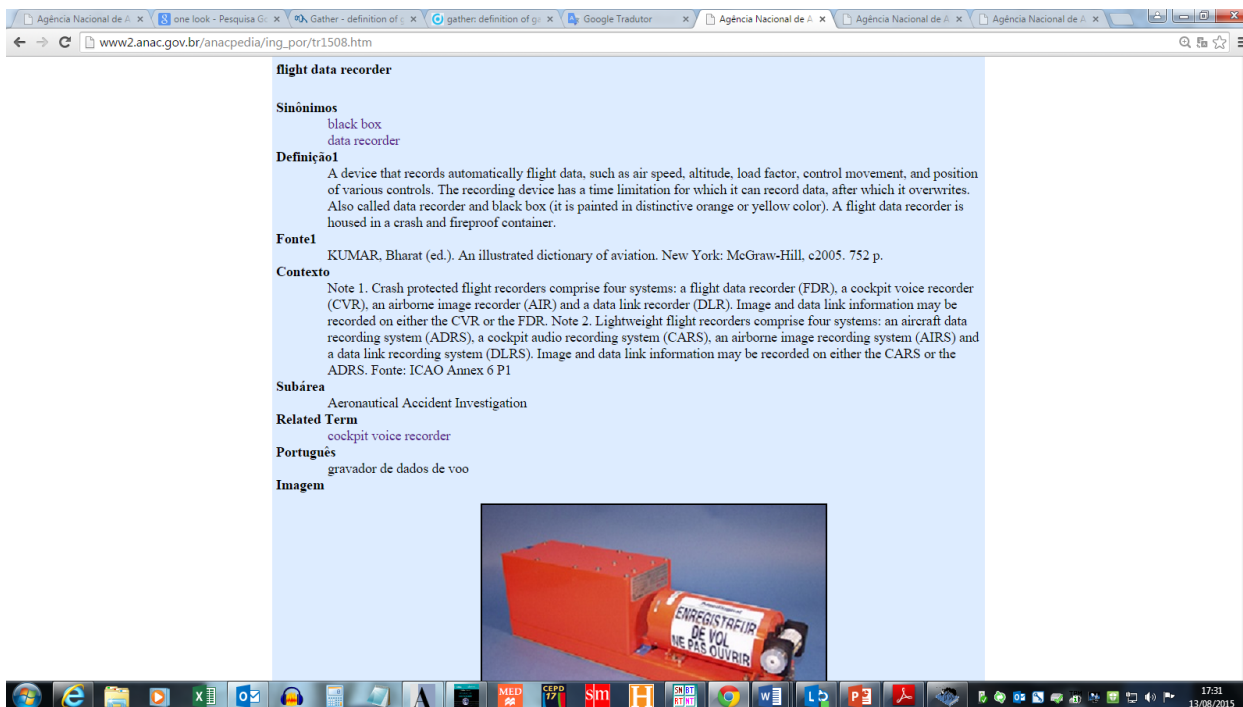 Agência Nacional de A
one look - Pesquisa Go
Gather - definition of g
gather: definition of ga
Google Tradutor
Agência Nacional de A
Agência Nacional de A
Agência Nacional de A
www2.anac.gov.br/anacpedia/ing_por/tr1508.htm
flight data recorder
Sinônimos
black box
data recorder
Definição1
A device that records automatically flight data, such as air speed, altitude, load factor, control movement, and position
of various controls. The recording device has a time limitation for which it can record data, after which it overwrites.
Also called data recorder and black box (it is painted in distinctive orange or yellow color). A flight data recorder is
housed in a crash and fireproof container.
Fonte1
KUMAR, Bharat (ed.). An illustrated dictionary of aviation. New York: McGraw-Hill, c2005. 752 p.
Contexto
Note 1. Crash protected flight recorders comprise four systems: a flight data recorder (FDR), a cockpit voice recorder
(CVR), an airborne image recorder (AIR) and a data link recorder (DLR). Image and data link information may be
recorded on either the CVR or the FDR. Note 2. Lightweight flight recorders comprise four systems: an aircraft data
recording system (ADRS), a cockpit audio recording system (CARS), an airborne image recording system (AIRS) and
a data link recording system (DLRS). Image and data link information may be recorded on either the CARS or the
ADRS. Fonte: ICAO Annex 6 P1
Subárea
Aeronautical Accident Investigation
Related Term
cockpit voice recorder
Português
gravador de dados de voo
Imagem
ENREGISTREUR
DE VOL
NE PAS OUVRIR
MED
CEPD
17
sm
H
SN BT
RT NT
17:31
13/08/2015